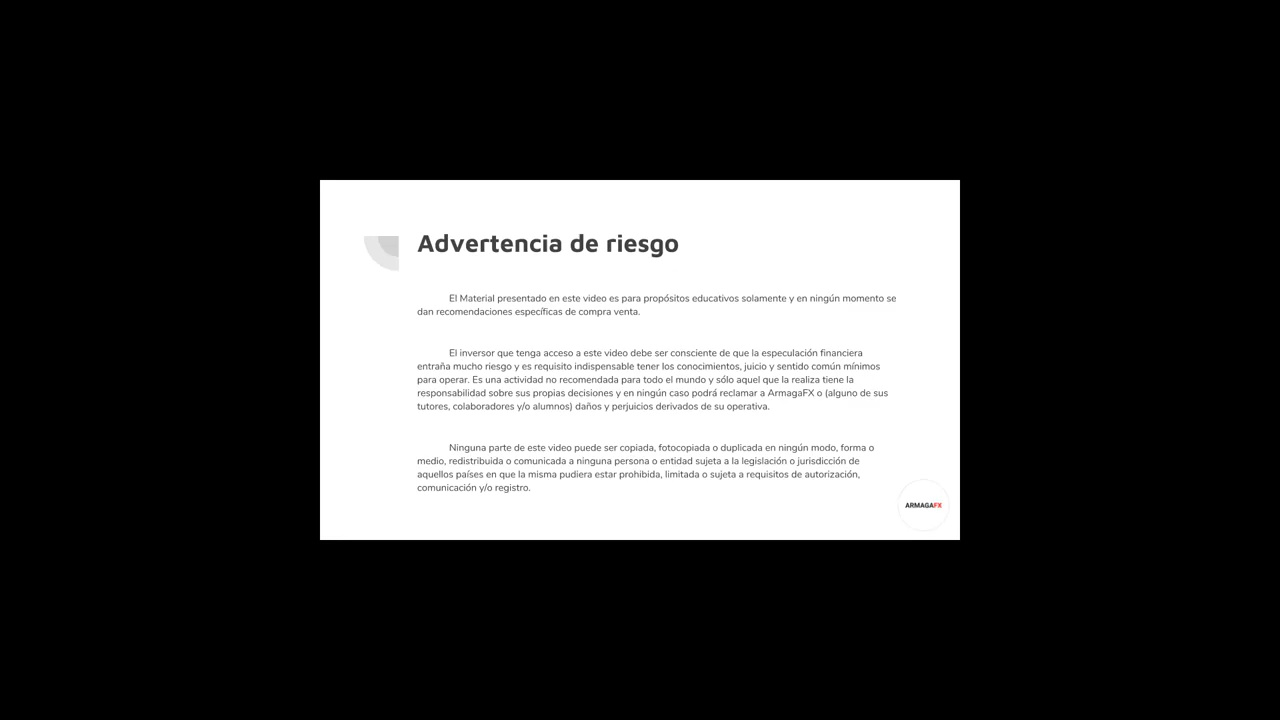 Advertencia de riesgo
El Material presentado en este video es para propósitos educativos solamente y en ningún momento se
dan recomendaciones específicas de compra venta.
El inversor que tenga acceso a este video debe ser consciente de que la especulación financiera
entraña mucho riesgo y es requisito indispensable tener los conocimientos, juicio y sentido común mínimos
para operar. Es una actividad no recomendada para todo el mundo y sólo aquel que la realiza tiene la
responsabilidad sobre sus propias decisiones y en ningún caso podrá reclamar a ArmagaFX o (alguno de sus
tutores, colaboradores y/o alumnos) daños y perjuicios derivados de su operativa.
Ninguna parte de este video puede ser copiada, fotocopiada o duplicada en ningún modo, forma o
medio, redistribuida o comunicada a ninguna persona o entidad sujeta a la legislación o jurisdicción de
aquellos países en que la misma pudiera estar prohibida, limitada o sujeta a requisitos de autorización,
comunicación y/o registro.
ARMAGAFX